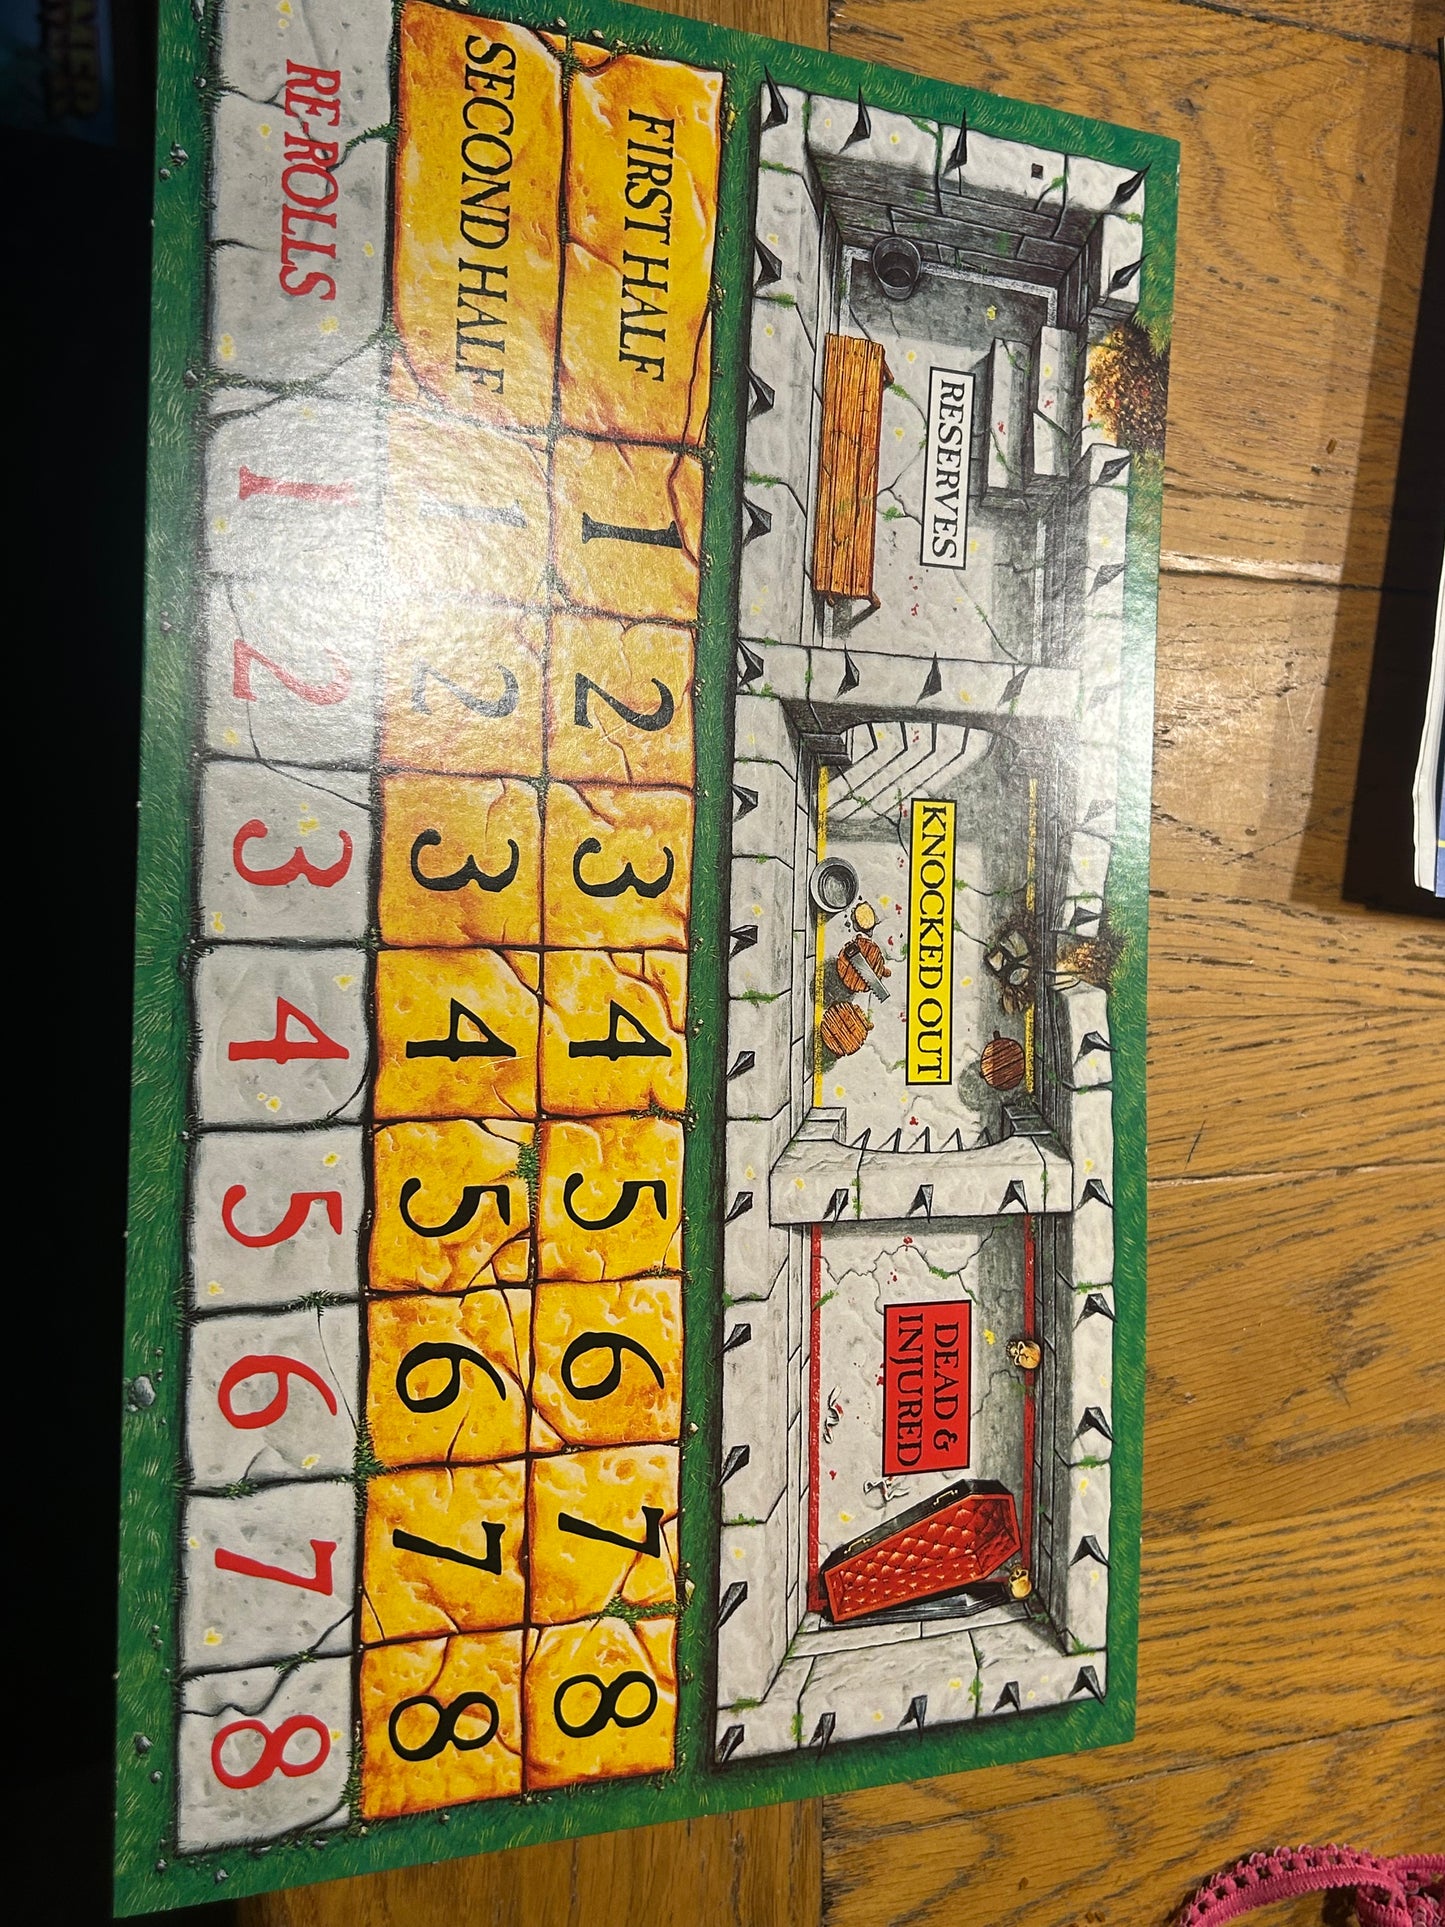 RESERVES
KNOCKED OUT
DEAD &
INJURED
FIRST HALF 1 2 3 4 5 6 7 8
SECOND HALF 1 2 3 4 5 6 7 8
RE-ROLLS 1 2 3 4 5 6 7 8